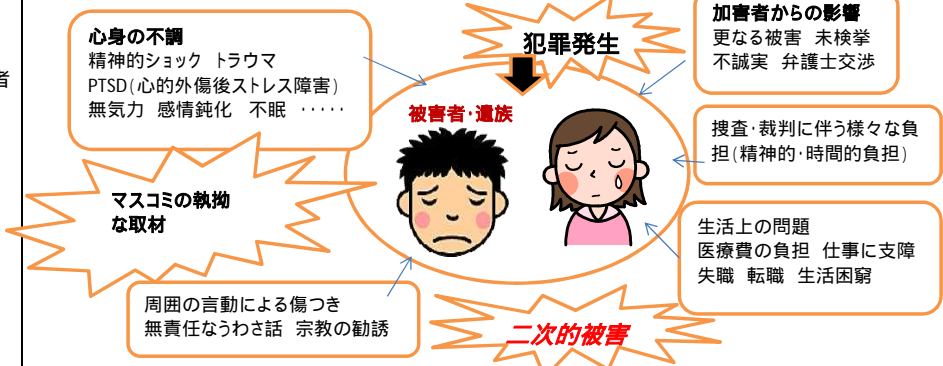 犯罪発生
加害者からの影響
更なる被害 未検挙
不誠実 弁護士交渉
心身の不調
精神的ショック トラウマ
PTSD(心的外傷後ストレス障害)
無気力 感情鈍化 不眠 ‥‥‥
者
被害者・遺族
捜査・裁判に伴う様々な負
担(精神的・時間的負担)
マスコミの執拗
な取材
生活上の問題
医療費の負担 仕事に支障
失職 転職 生活困窮
周囲の言動による傷つき
無責任なうわさ話 宗教の勧誘
二次的被害